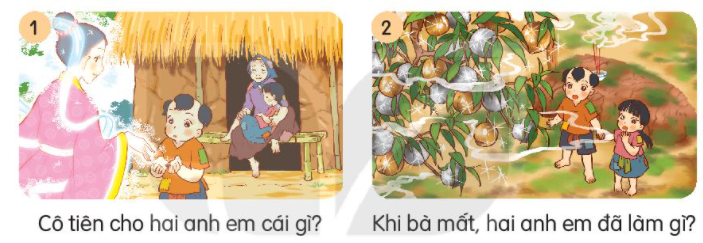 1
2
Cô tiên cho hai anh em cái gì?
Khi bà mất, hai anh em đã làm gì?